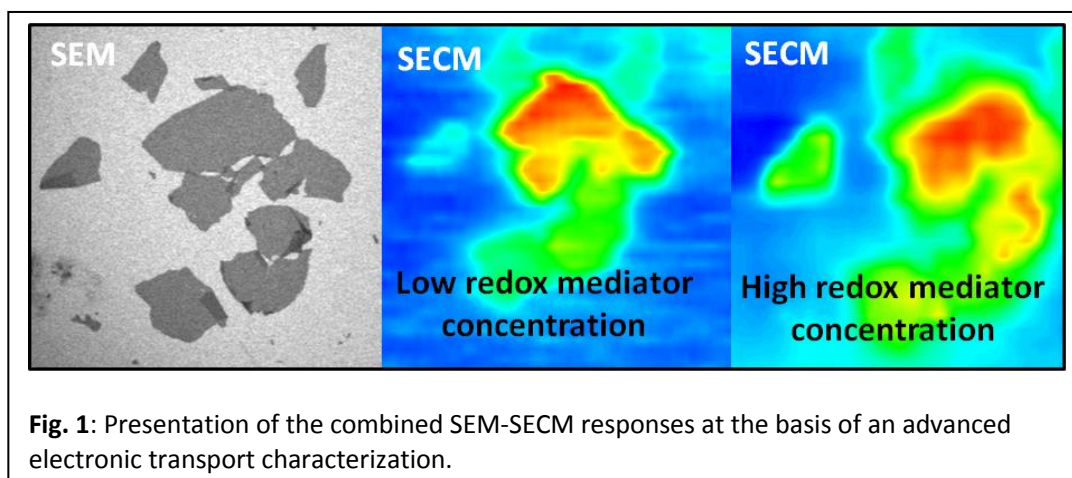 SEM
SECM
SECM
Low redox mediator
concentration
High redox mediator
concentration
Fig. 1: Presentation of the combined SEM-SECM responses at the basis of an advanced
electronic transport characterization.